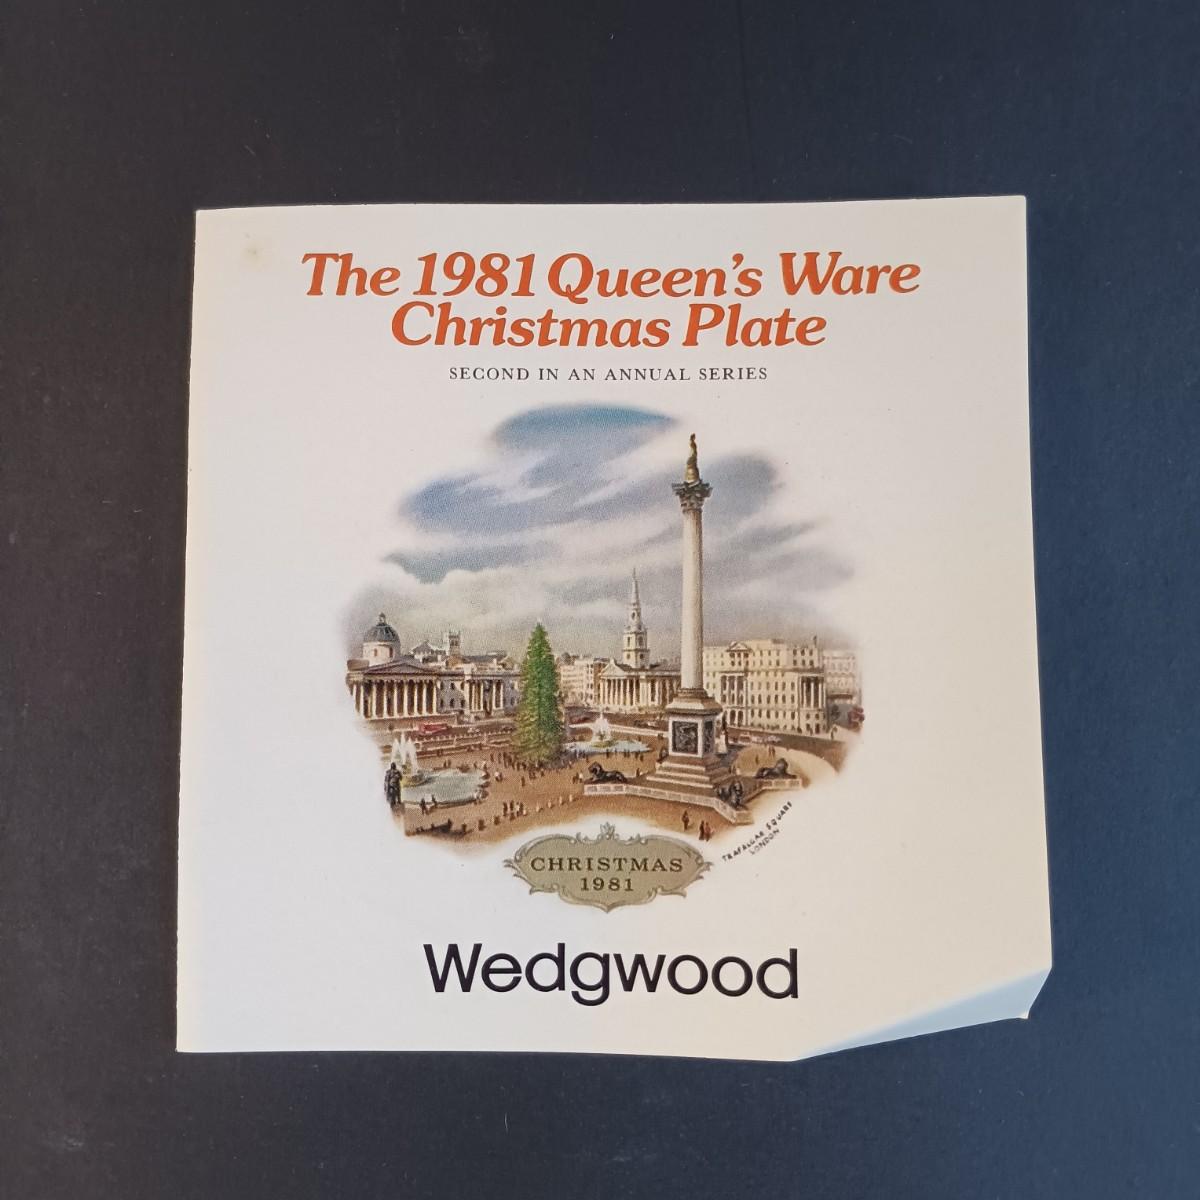 The 1981 Queen's Ware
Christmas Plate
SECOND IN AN ANNUAL SERIES
TRAFALGAR SQUARE
LONDON
CHRISTMAS
1981
Wedgwood